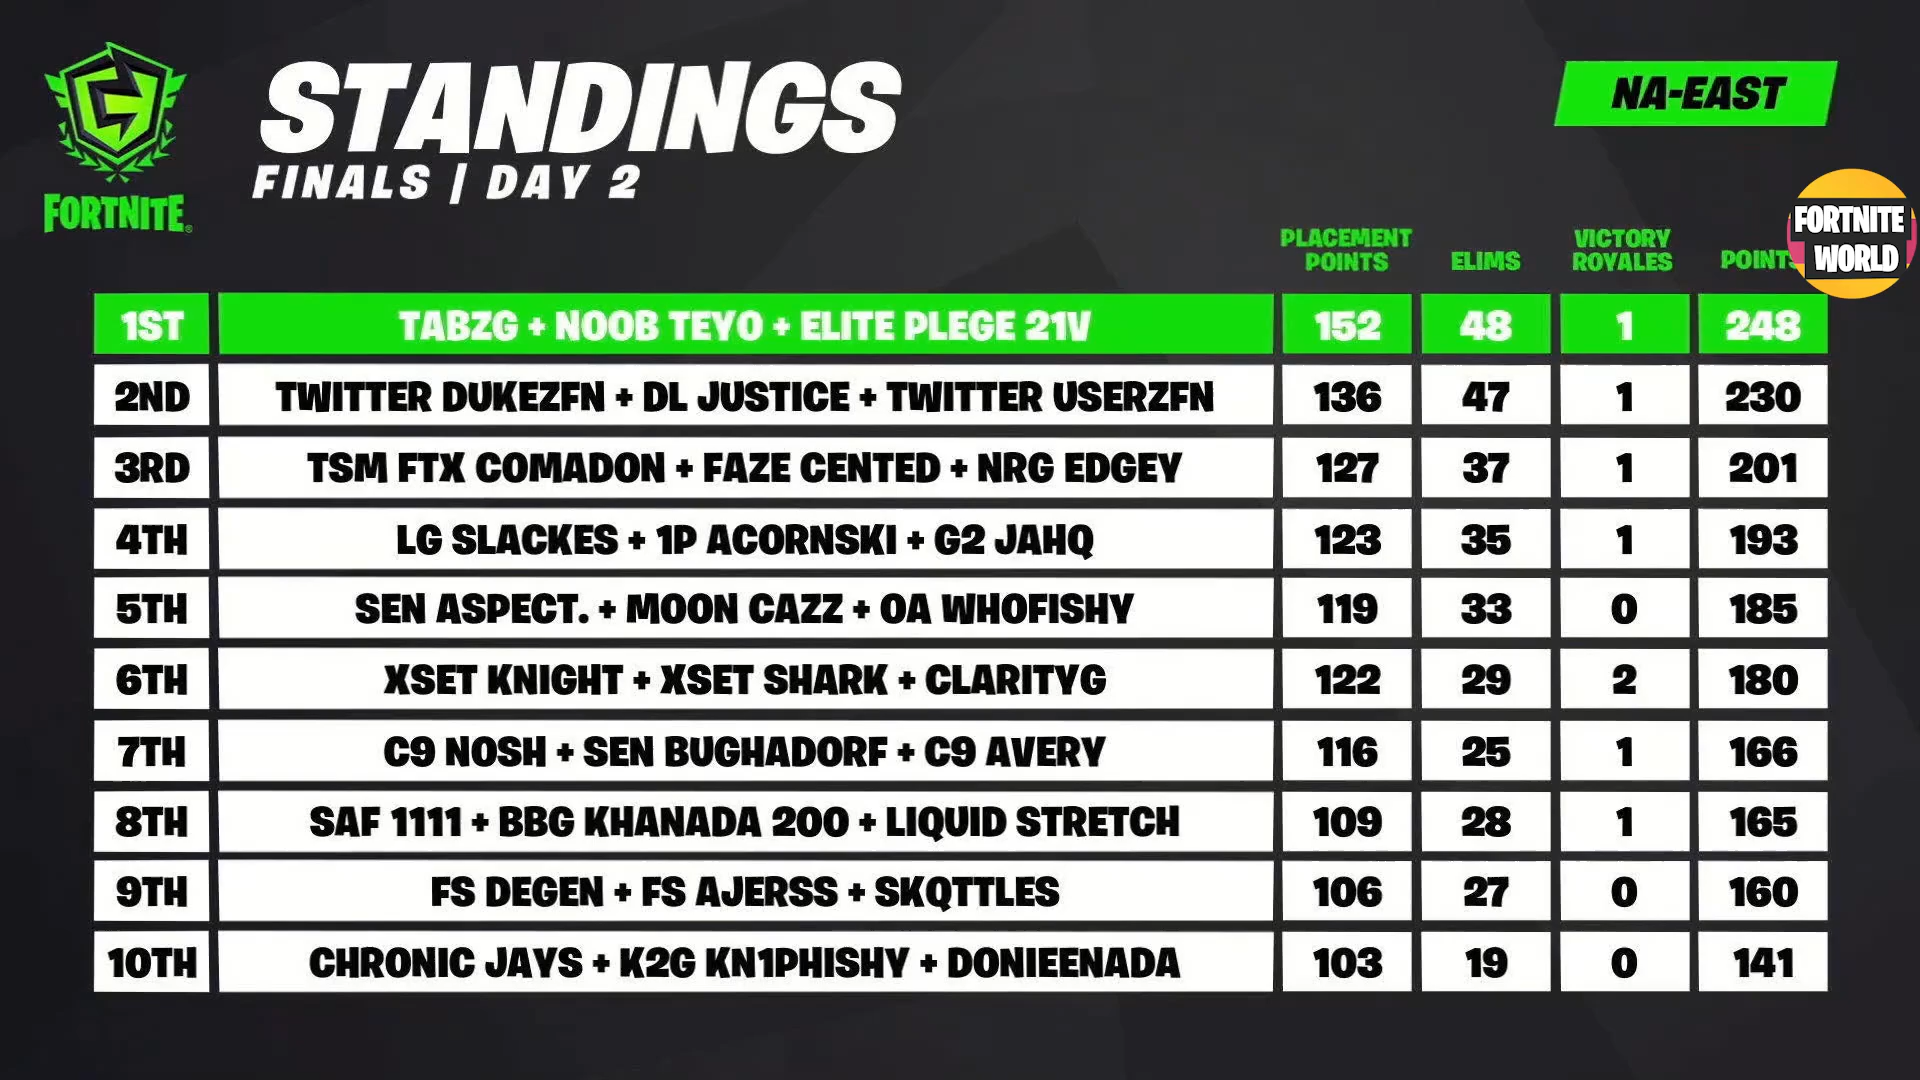 STANDINGS
FINALS | DAY 2
FORTNITE®
NA-EAST
FORTNITE
WORLD
PLACEMENT POINTS ELIMS VICTORY ROYALES POINTS
1ST TABZG + NOOB TEYO + ELITE PLEGE 21V 152 48 1 248
2ND TWITTER DUKEZFN + DL JUSTICE + TWITTER USERZFN 136 47 1 230
3RD TSM FTX COMADON + FAZE CENTED + NRG EDGEY 127 37 1 201
4TH LG SLACKES + 1P ACORNSKI + G2 JAHQ 123 35 1 193
5TH SEN ASPECT. + MOON CAZZ + OA WHOFISHY 119 33 0 185
6TH XSET KNIGHT + XSET SHARK + CLARITYG 122 29 2 180
7TH C9 NOSH + SEN BUGHADORF + C9 AVERY 116 25 1 166
8TH SAF 1111 + BBG KHANADA 200 + LIQUID STRETCH 109 28 1 165
9TH FS DEGEN + FS AJERSS + SKQTTLES 106 27 0 160
10TH CHRONIC JAYS + K2G KN1PHISHY + DONIEENADA 103 19 0 141